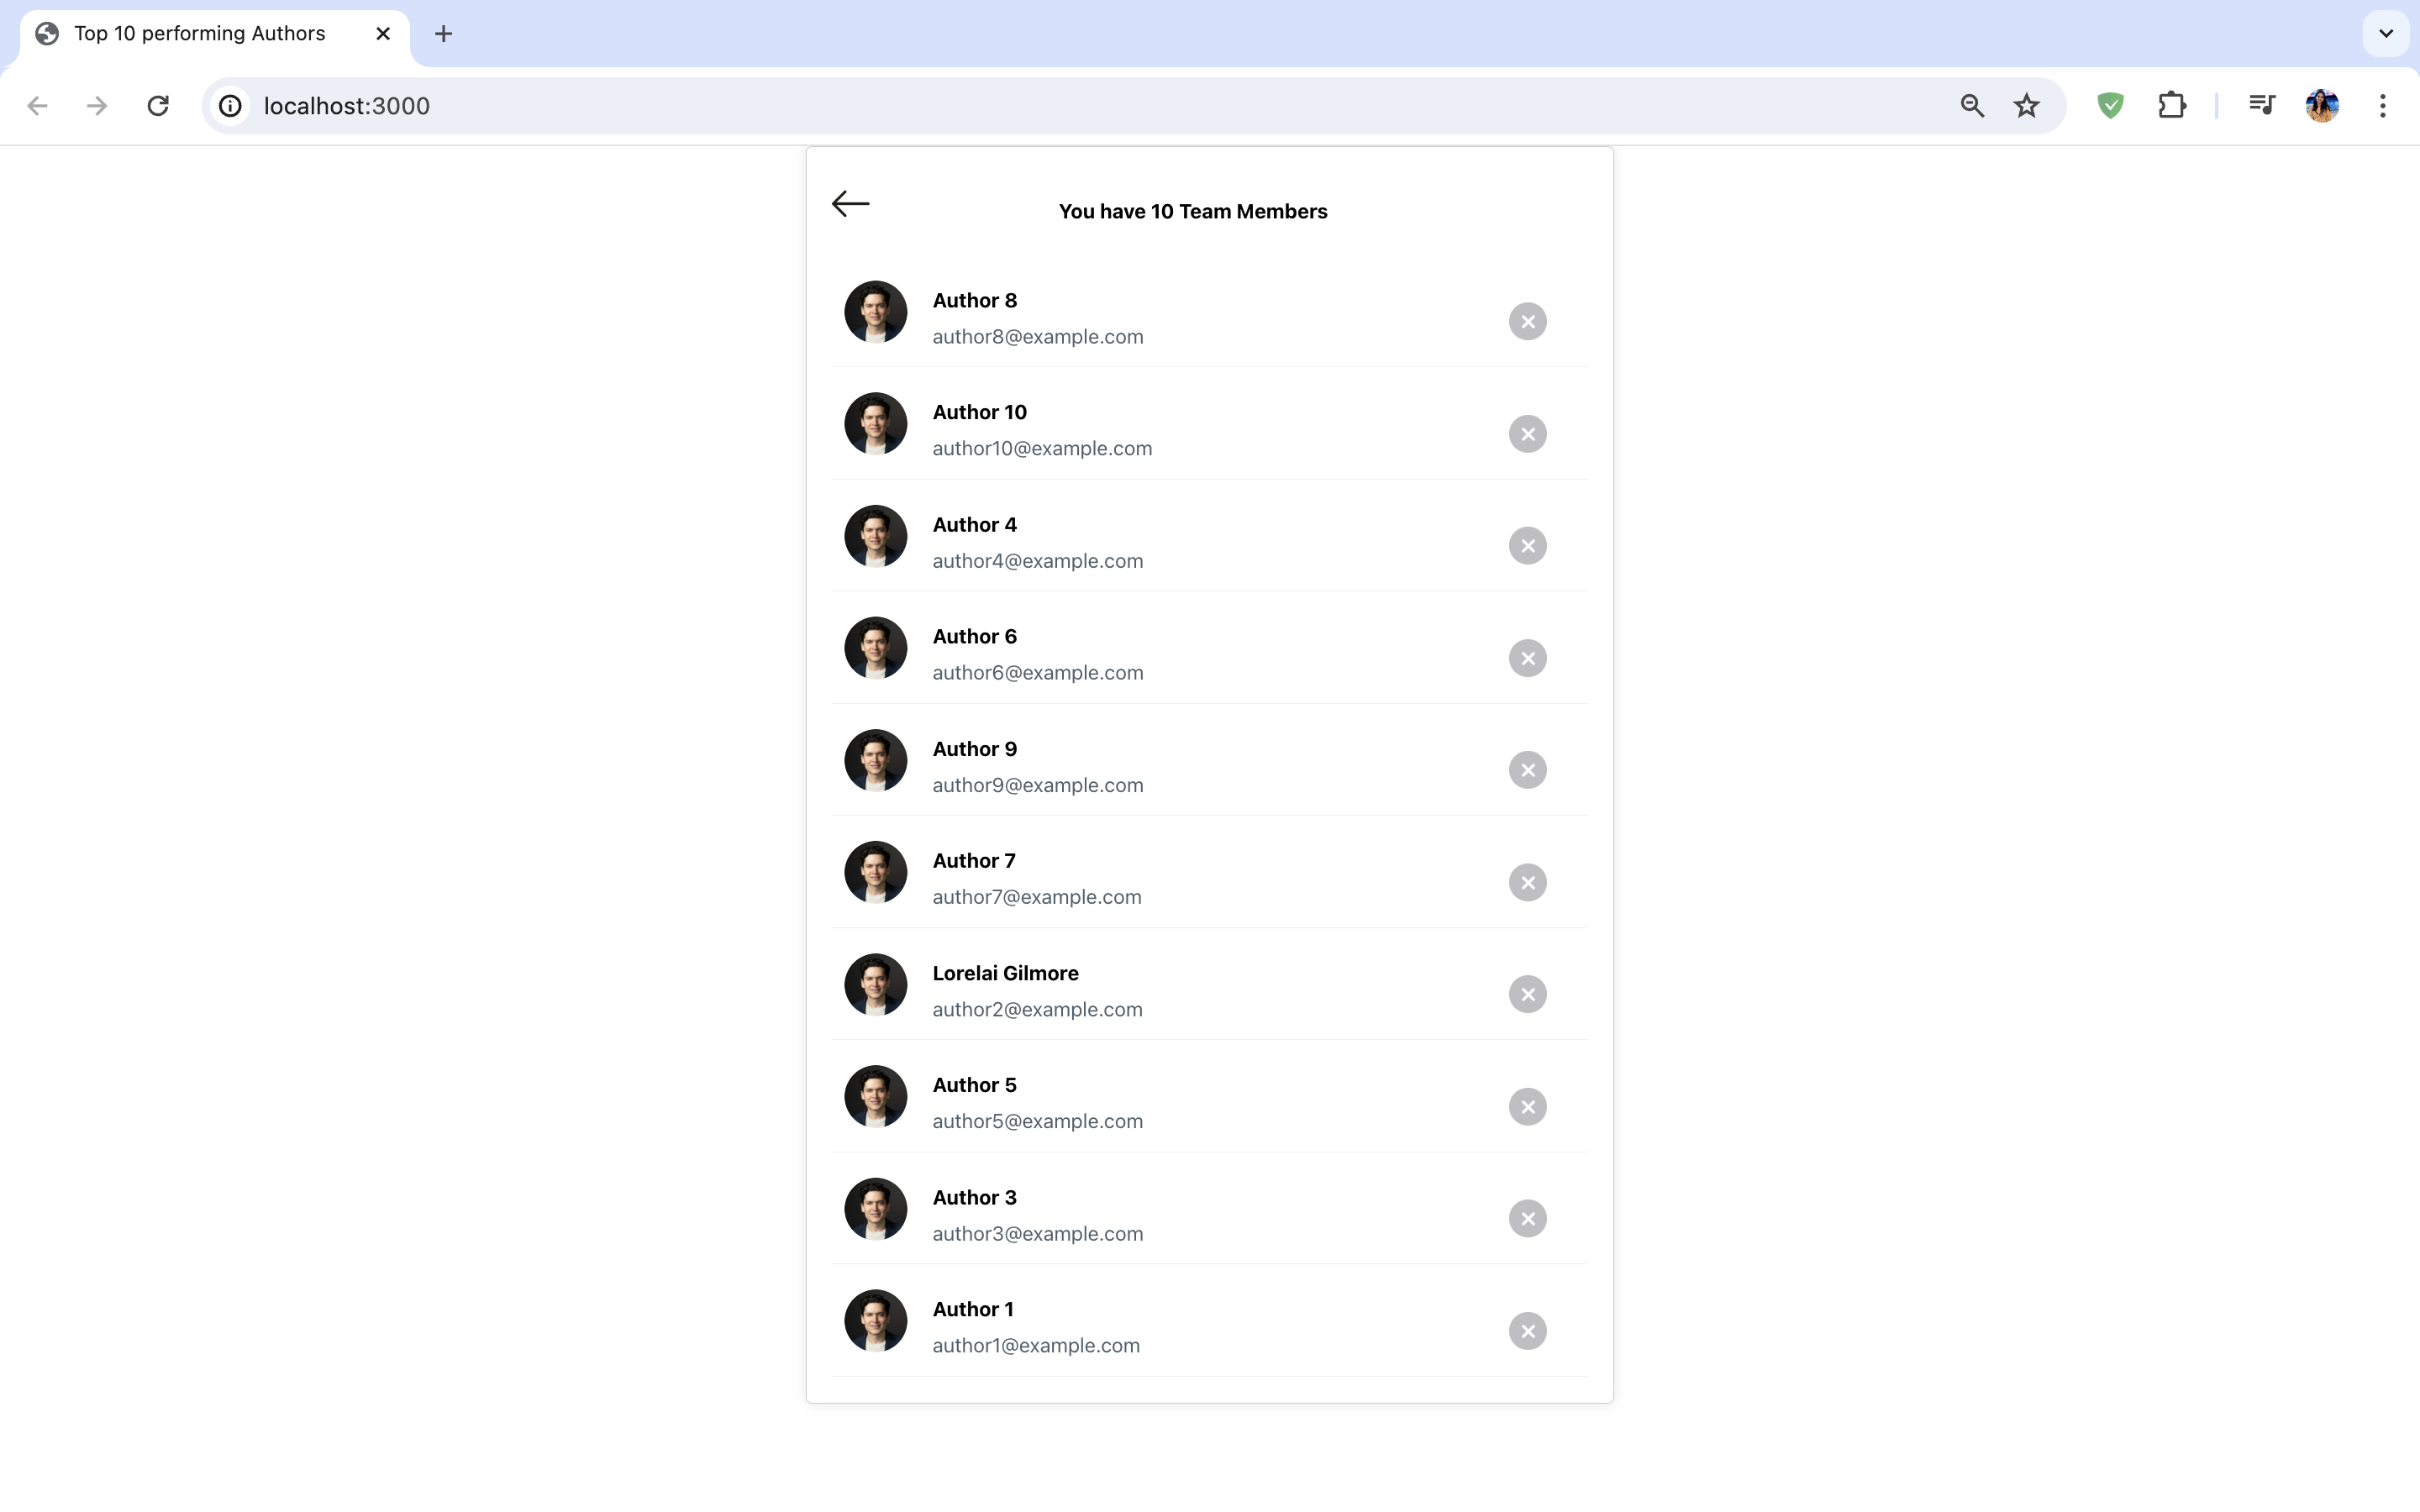 Top 10 performing Authors
localhost:3000
You have 10 Team Members
Author 8
author8@example.com
Author 10
author10@example.com
Author 4
author4@example.com
Author 6
author6@example.com
Author 9
author9@example.com
Author 7
author7@example.com
Lorelai Gilmore
author2@example.com
Author 5
author5@example.com
Author 3
author3@example.com
Author 1
author1@example.com